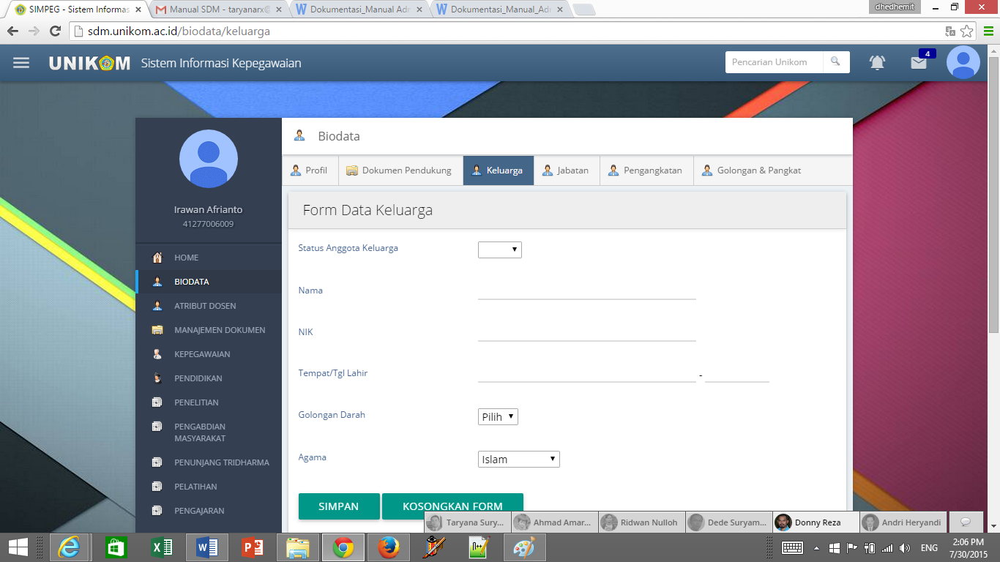 SIMPEG - Sistem Informas
Manual SDM - taryanarx@
Dokumentasi_Manual Adm
Dokumentasi_Manual_Adm
dhedhemit
sdm.unikom.ac.id/biodata/keluarga
UNIKOM
Sistem Informasi Kepegawaian
Pencarian Unikom
4
Irawan Afrianto
41277006009
HOME
BIODATA
ATRIBUT DOSEN
MANAJEMEN DOKUMEN
KEPEGAWAIAN
PENDIDIKAN
PENELITIAN
PENGABDIAN
MASYARAKAT
PENUNJANG TRIDHARMA
PELATIHAN
PENGAJARAN
Biodata
Profil
Dokumen Pendukung
Keluarga
Jabatan
Pengangkatan
Golongan & Pangkat
Form Data Keluarga
Status Anggota Keluarga
Nama
NIK
Tempat/Tgl Lahir -
Golongan Darah Pilih
Agama Islam
SIMPAN
KOSONGKAN FORM
Taryana Sury...
Ahmad Amar...
Ridwan Nulloh
Dede Suryam...
Donny Reza
Andri Heryandi
ENG
2:06 PM
7/30/2015